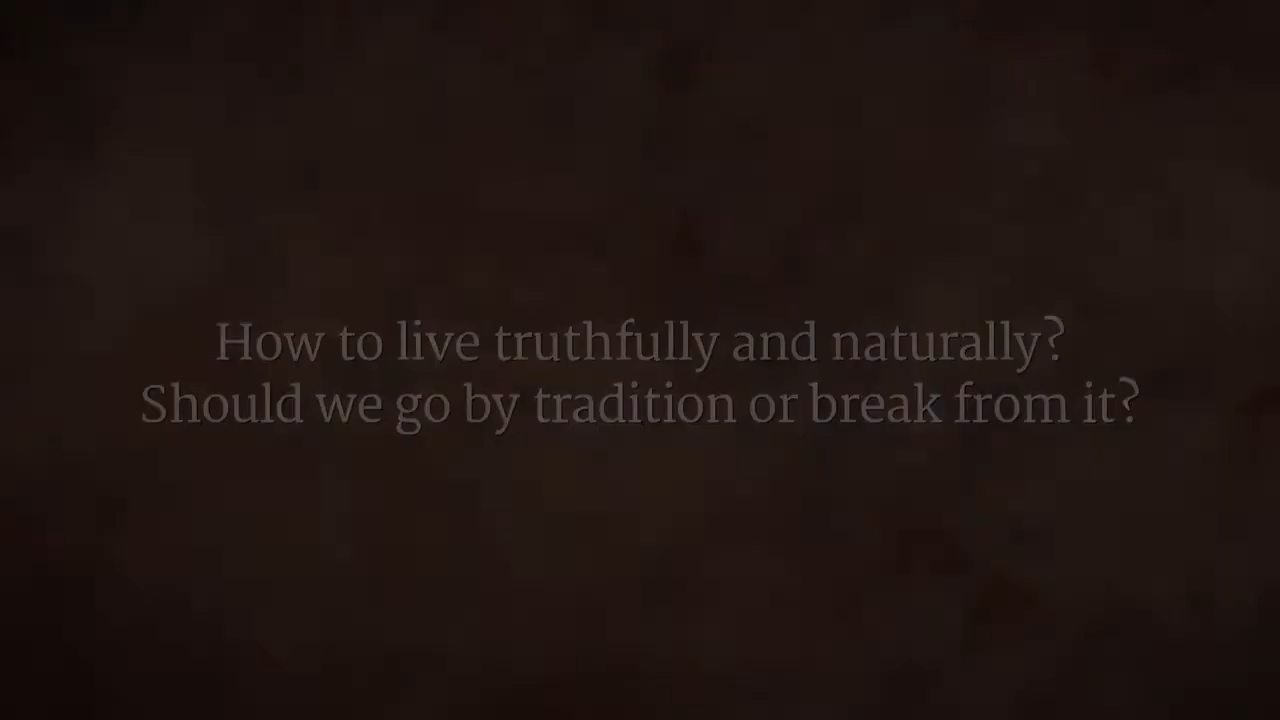 How to live truthfully and naturally?
Should we go by tradition or break from it?